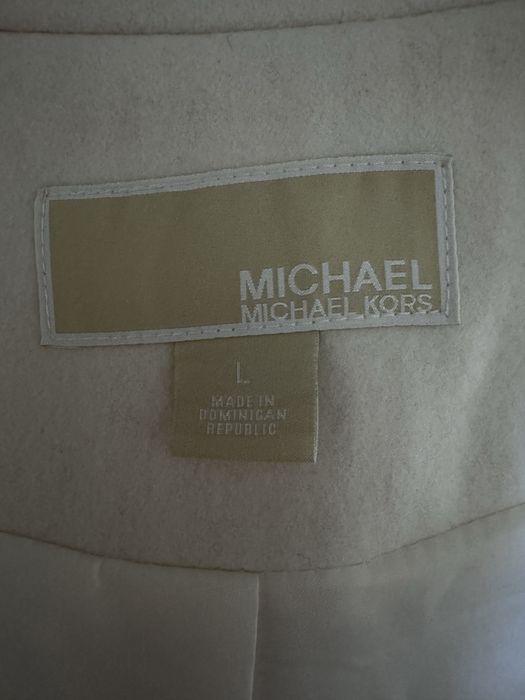 MICHAEL
MICHAEL KORS
L
MADE IN
DOMINICAN
REPUBLIC